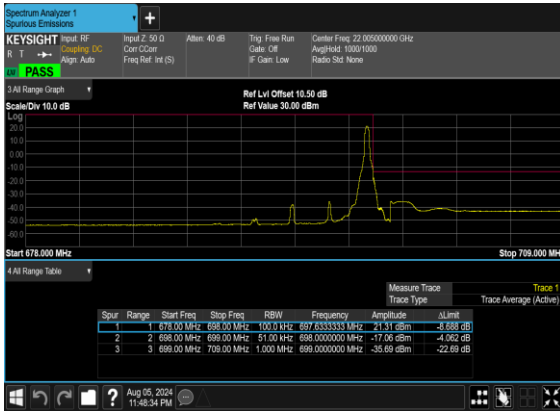 Spectrum Analyzer 1
Spurious Emissions
+
KEYSIGHT Input: RF Input Z: 50 Ω Atten: 40 dB Trig: Free Run Center Freq: 22.005000000 GHz
R T Coupling: DC Corr CCorr Gate: Off Avg|Hold: 1000/1000
Align: Auto Freq Ref: Int (S) IF Gain: Low Radio Std: None
PASS
3 All Range Graph
Ref Lvl Offset 10.50 dB
Scale/Div 10.0 dB Ref Value 30.00 dBm
Log
20.0
10.0
0.00
-10.0
-20.0
-30.0
-40.0
-50.0
-60.0
Start 678.000 MHz Stop 709.000 MH
4 All Range Table
Measure Trace Trace 1
Trace Type Trace Average (Active)
Spur Range Start Freq Stop Freq RBW Frequency Amplitude ΔLimit
1 1 678.00 MHz 698.00 MHz 100.0 kHz 697.6333333 MHz 21.31 dBm -8.688 dB
2 2 698.00 MHz 699.00 MHz 51.00 kHz 698.0000000 MHz -17.06 dBm -4.062 dB
3 3 699.00 MHz 709.00 MHz 1.000 MHz 699.0000000 MHz -35.69 dBm -22.69 dB
? Aug 05, 2024
11:48:34 PM